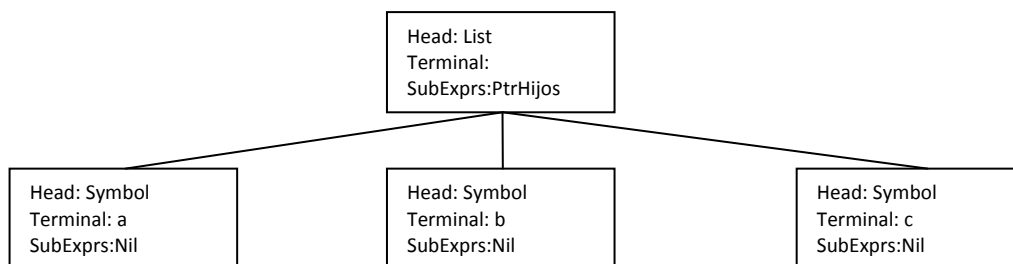 Head: List
Terminal:
SubExprs:PtrHijos
Head: Symbol
Terminal: a
SubExprs:Nil
Head: Symbol
Terminal: b
SubExprs:Nil
Head: Symbol
Terminal: c
SubExprs:Nil